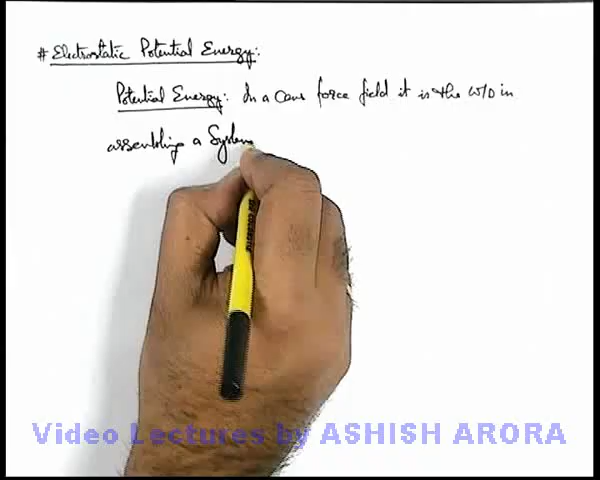 # Electrostatic Potential Energy:
Potential Energy: In a cons force field it is the W/D in
assembling a System
Video Lectures by ASHISH ARORA